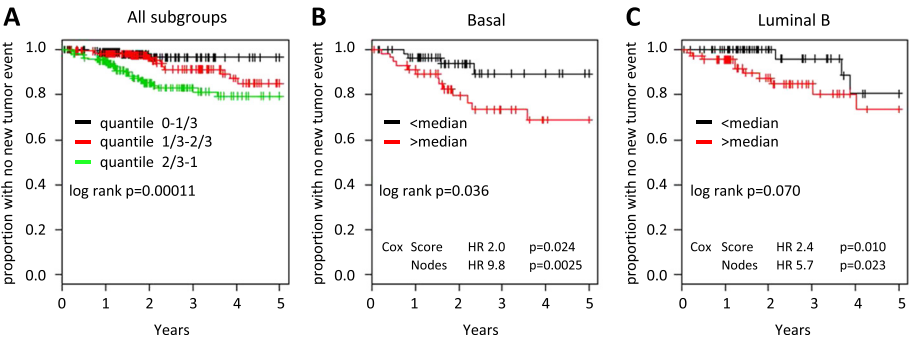 A
All subgroups
proportion with no new tumor event
1.0
0.8
0.6
0.4
0.2
0.0
quantile 0-1/3
quantile 1/3-2/3
quantile 2/3-1
log rank p=0.00011
0 1 2 3 4 5
Years
B
Basal
proportion with no new tumor event
1.0
0.8
0.6
0.4
0.2
0.0
<median
>median
log rank p=0.036
Cox Score HR 2.0 p=0.024
Nodes HR 9.8 p=0.0025
0 1 2 3 4 5
Years
C
Luminal B
proportion with no new tumor event
1.0
0.8
0.6
0.4
0.2
0.0
<median
>median
log rank p=0.070
Cox Score HR 2.4 p=0.010
Nodes HR 5.7 p=0.023
0 1 2 3 4 5
Years